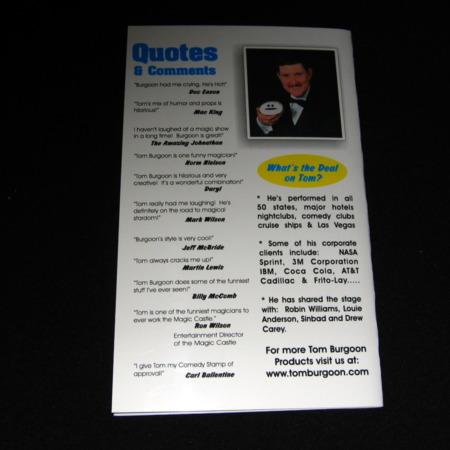 Quotes
& Comments
"Burgoon had me crying, He's Hot!"
Doc Eason
"Tom's mix of humor and props is
hilarious!"
Mac King
I haven't laughed at a magic show
in a long time! Burgoon is great!"
The Amazing Johnathan
"Tom Burgoon is one funny magician!"
Norm Nielsen
"Tom Burgoon is hilarious and very
creative! It's a wonderful combination!"
Daryl
"Tom really had me laughing! He's
definitely on the road to magical
stardom!"
Mark Wilson
"Burgoon's style is very cool!"
Jeff McBride
"Tom always cracks me up!"
Martin Lewis
"Tom Burgoon does some of the funniest
stuff I've ever seen!"
Billy McComb
"Tom is one of the funniest magicians to
ever work the Magic Castle."
Ron Wilson
Entertainment Director
of the Magic Castle
"I give Tom my Comedy Stamp of
approval!"
Carl Ballentine
What's the Deal
on Tom?
* He's performed in all
50 states, major hotels
nightclubs, comedy clubs
cruise ships & Las Vegas
* Some of his corporate
clients include: NASA
Sprint, 3M Corporation
IBM, Coca Cola, AT&T
Cadillac & Frito-Lay.....
* He has shared the stage
with: Robin Williams, Louie
Anderson, Sinbad and Drew
Carey.
For more Tom Burgoon
Products visit us at:
www.tomburgoon.com